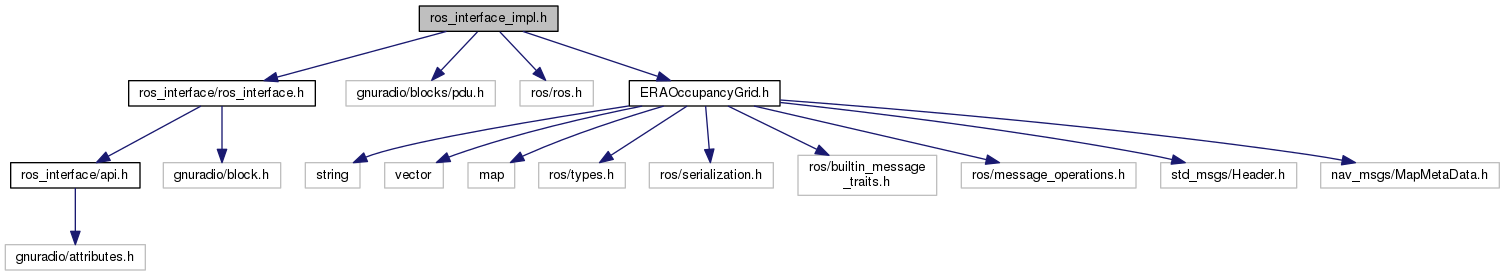 ros_interface_impl.h
ros_interface/ros_interface.h
gnuradio/blocks/pdu.h
ros/ros.h
ERAOccupancyGrid.h
ros_interface/api.h
gnuradio/block.h
string
vector
map
ros/types.h
ros/serialization.h
ros/builtin_message
_traits.h
ros/message_operations.h
std_msgs/Header.h
nav_msgs/MapMetaData.h
gnuradio/attributes.h